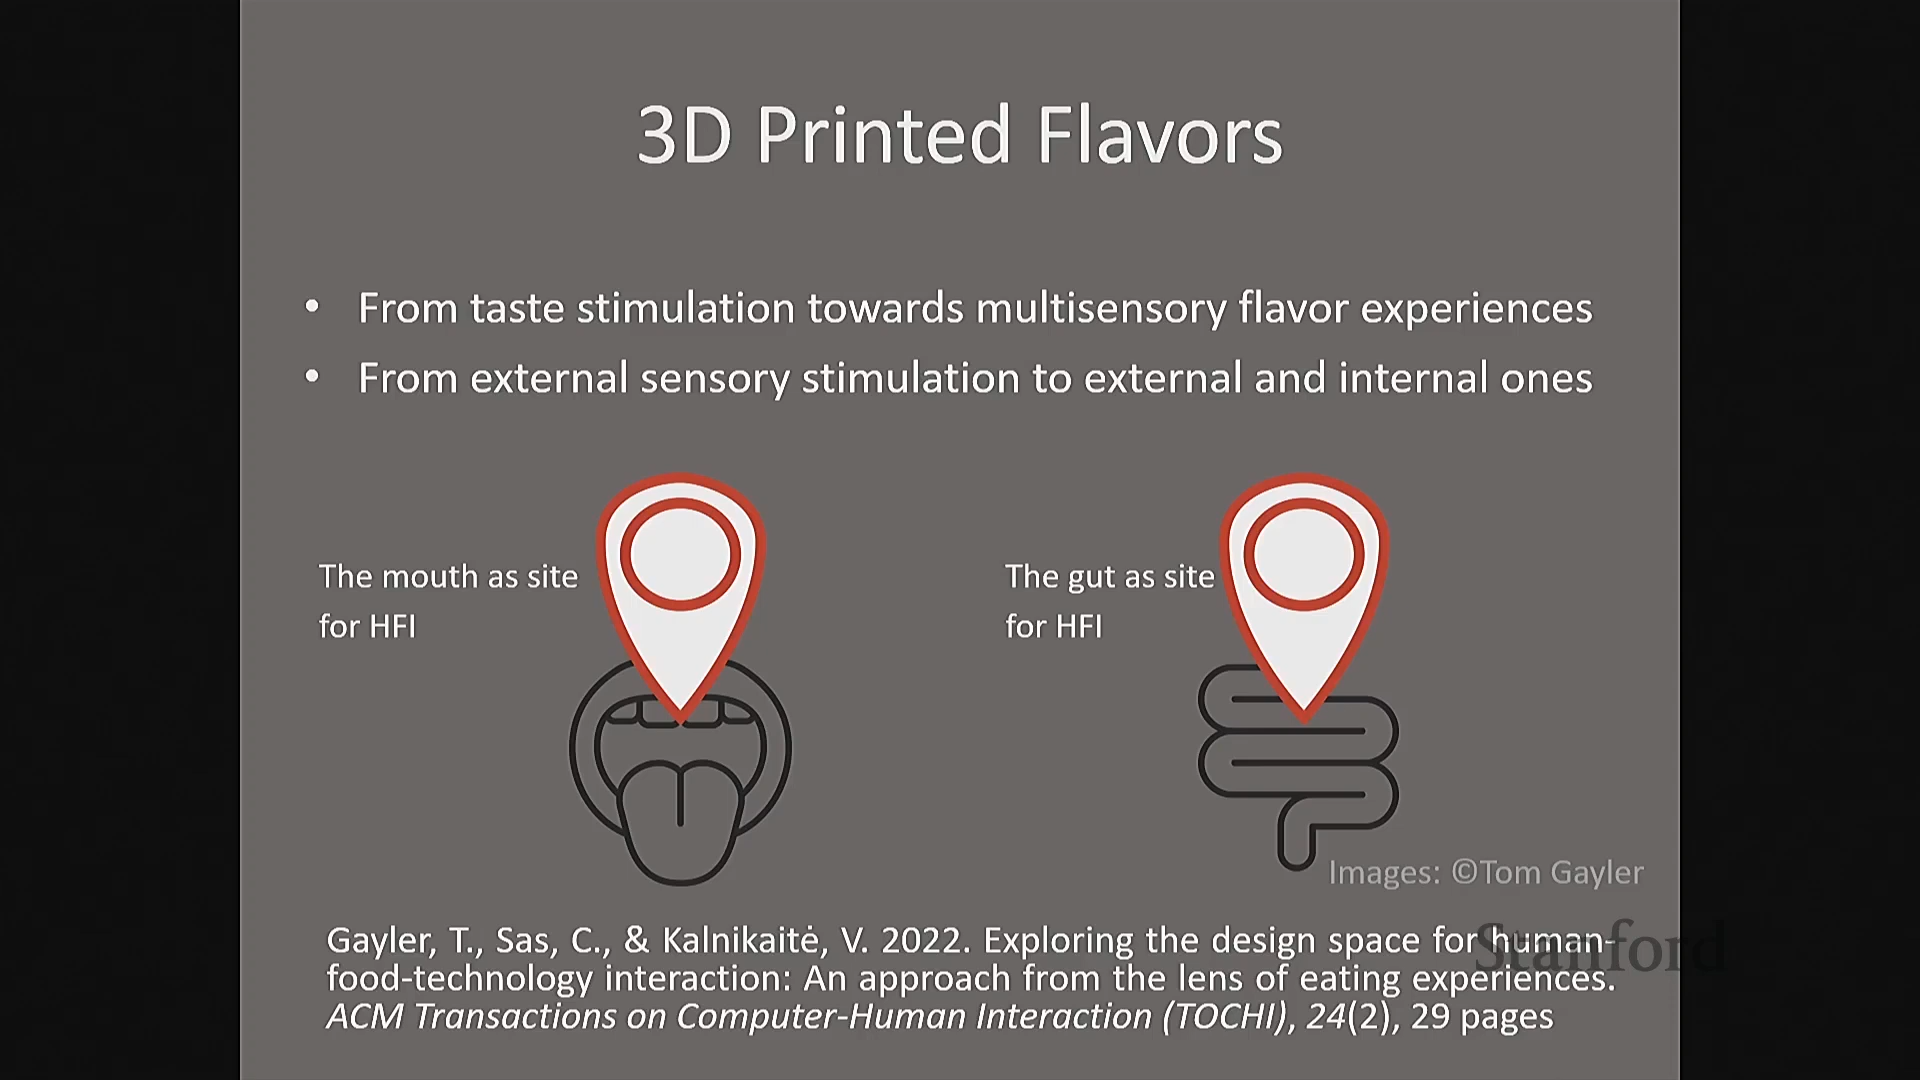 3D Printed Flavors
• From taste stimulation towards multisensory flavor experiences
• From external sensory stimulation to external and internal ones
The mouth as site
for HFI
The gut as site
for HFI
Images: ©Tom Gayler
Gayler, T., Sas, C., & Kalnikaitė, V. 2022. Exploring the design space for human-
food-technology interaction: An approach from the lens of eating experiences.
ACM Transactions on Computer-Human Interaction (TOCHI), 24(2), 29 pages
Stanford